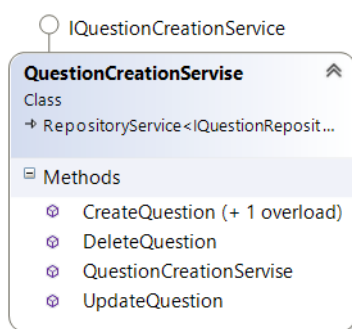 IQuestionCreationService
QuestionCreationServise
Class
RepositoryService<IQuestionReposit...
Methods
CreateQuestion (+ 1 overload)
DeleteQuestion
QuestionCreationServise
UpdateQuestion